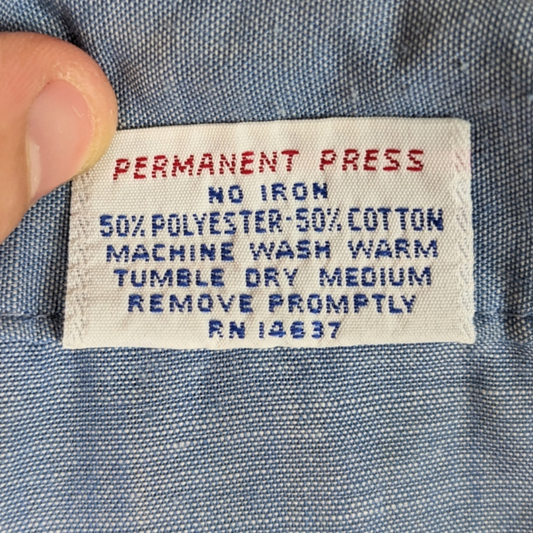 PERMANENT PRESS
NO IRON
50% POLYESTER-50% COTTON
MACHINE WASH WARM
TUMBLE DRY MEDIUM
REMOVE PROMPTLY
RN 14637